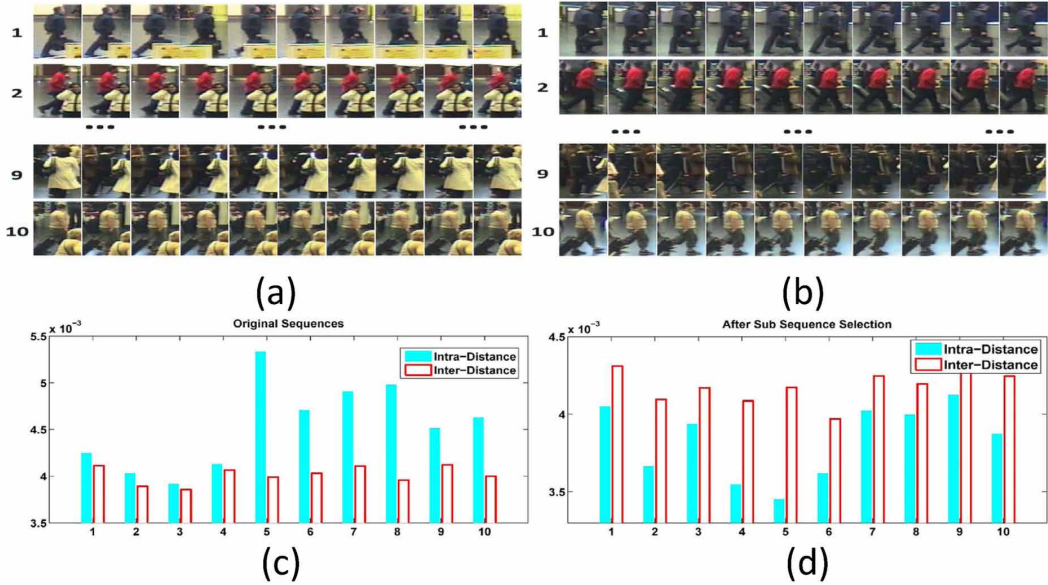 1
2
9
10
(a)
1
2
9
10
(b)
Original Sequences
x 10⁻³
5.5
5
4.5
4
3.5
Intra-Distance
Inter-Distance
1 2 3 4 5 6 7 8 9 10
(c)
After Sub Sequence Selection
x 10⁻³
4.5
4
3.5
Intra-Distance
Inter-Distance
1 2 3 4 5 6 7 8 9 10
(d)